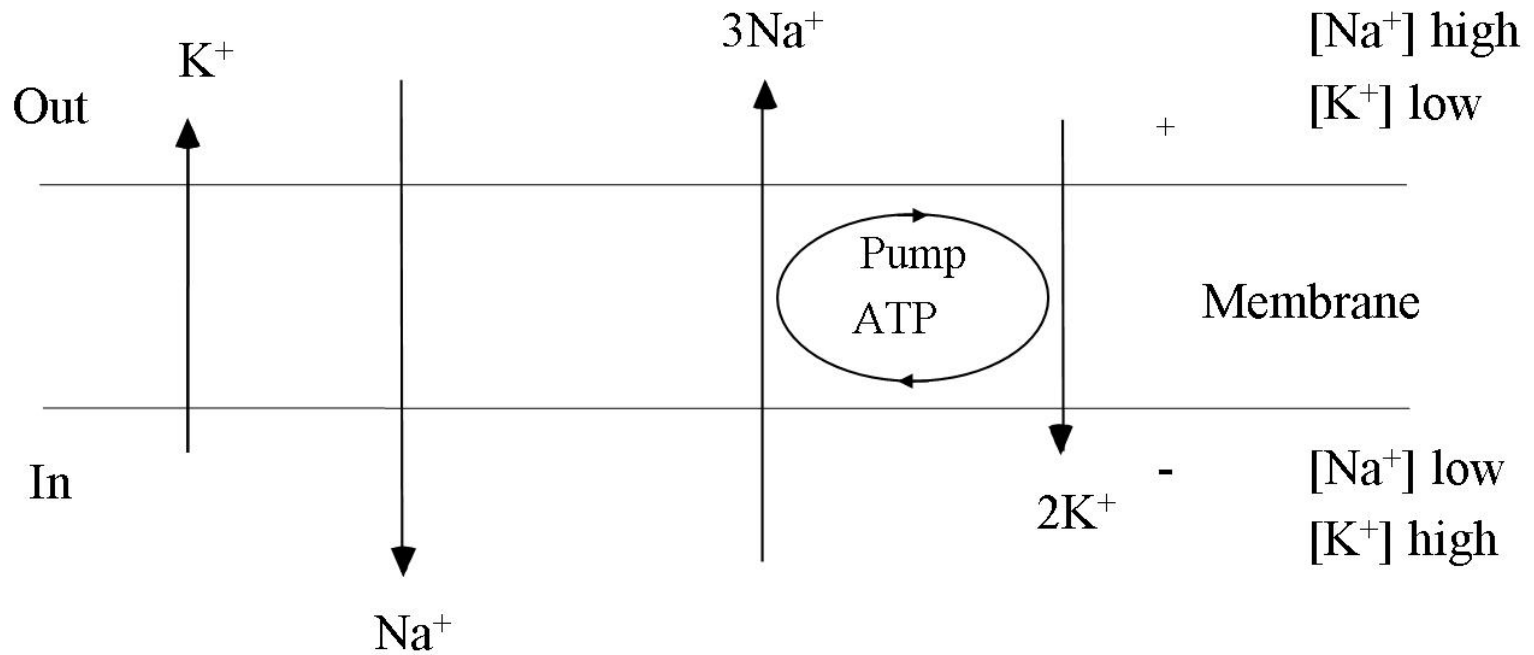 3Na⁺
[Na⁺] high
K⁺
Out
[K⁺] low
+
Pump
ATP
Membrane
In
-
[Na⁺] low
2K⁺
[K⁺] high
Na⁺